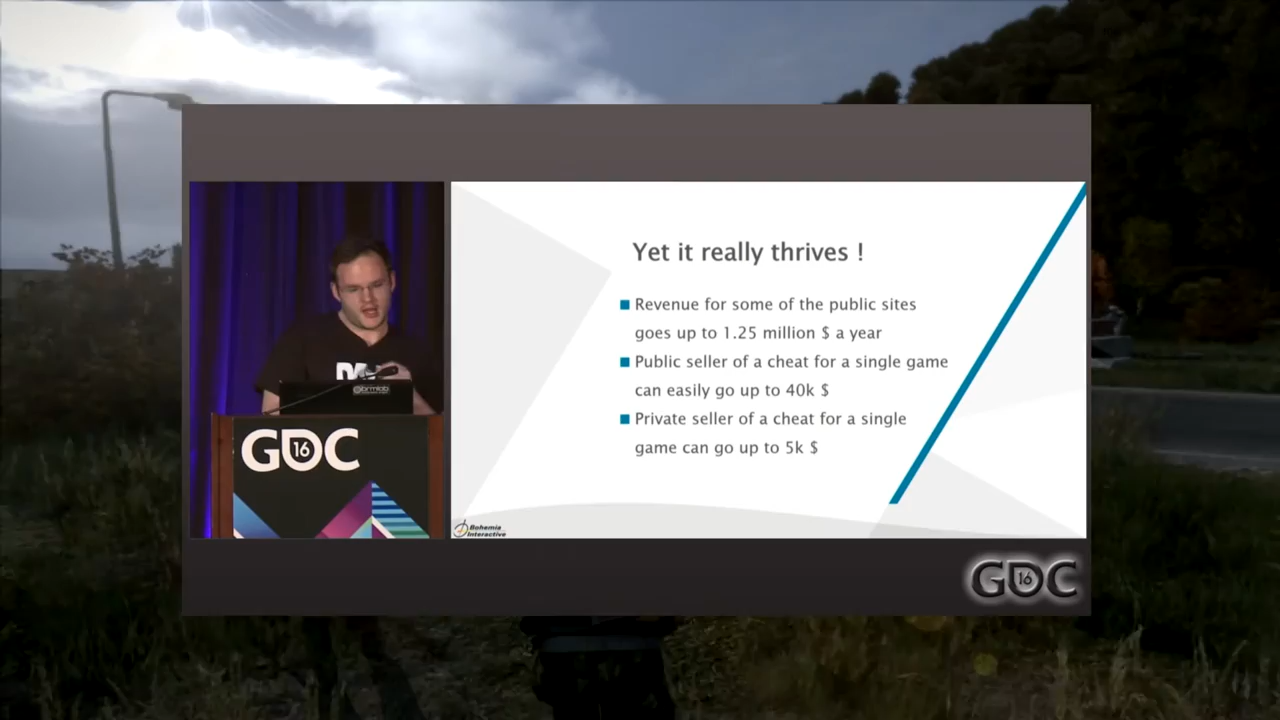 Yet it really thrives !
Revenue for some of the public sites
goes up to 1.25 million $ a year
Public seller of a cheat for a single game
can easily go up to 40k $
Private seller of a cheat for a single
game can go up to 5k $
brmlab
GDC
16
Bohemia
Interactive
GDC
16